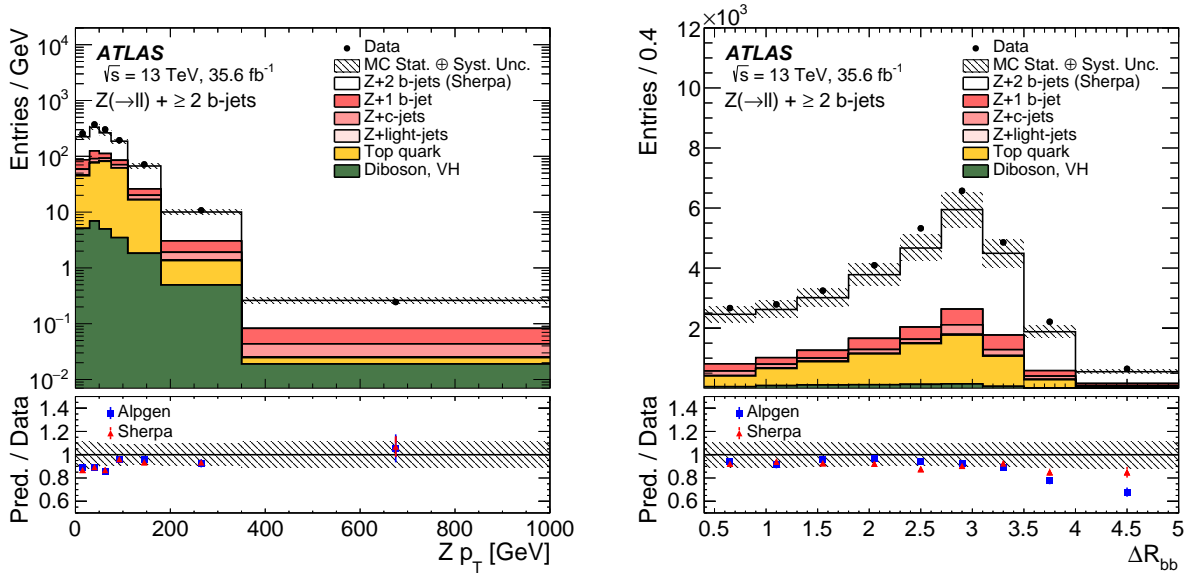 ATLAS
√s = 13 TeV, 35.6 fb⁻¹
Z(→ll) + ≥ 2 b-jets
Data
MC Stat. ⊕ Syst. Unc.
Z+2 b-jets (Sherpa)
Z+1 b-jet
Z+c-jets
Z+light-jets
Top quark
Diboson, VH
Entries / GeV
10⁴
10³
10²
10
1
10⁻¹
10⁻²
Alpgen
Sherpa
Pred. / Data
1.4
1.2
1.0
0.8
0.6
0 200 400 600 800 1000
Z p_T [GeV]
×10³
ATLAS
√s = 13 TeV, 35.6 fb⁻¹
Z(→ll) + ≥ 2 b-jets
Data
MC Stat. ⊕ Syst. Unc.
Z+2 b-jets (Sherpa)
Z+1 b-jet
Z+c-jets
Z+light-jets
Top quark
Diboson, VH
Entries / 0.4
12
10
8
6
4
2
Alpgen
Sherpa
Pred. / Data
1.4
1.2
1
0.8
0.6
0.5 1 1.5 2 2.5 3 3.5 4 4.5 5
ΔR_bb